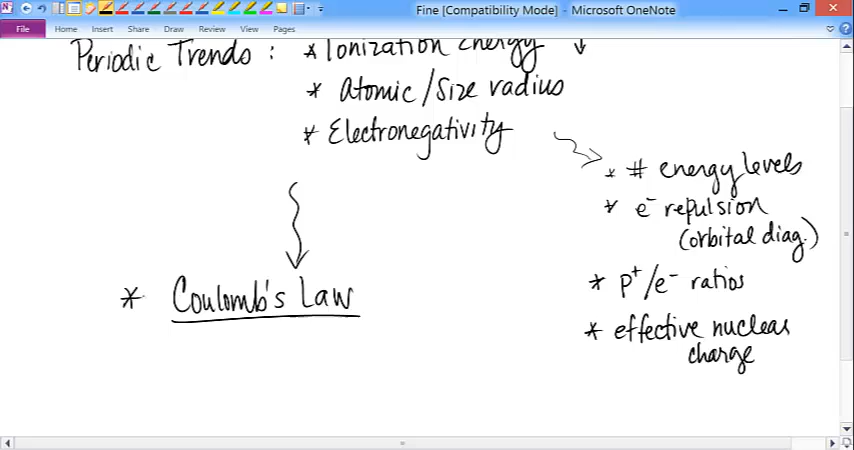 Fine [Compatibility Mode] - Microsoft OneNote
File Home Insert Share Draw Review View Pages
Periodic Trends : * Ionization energy ↓
* Atomic/Size radius
* Electronegativity
* # energy levels
* e⁻ repulsion
(orbital diag.)
* Coulomb's Law
* p⁺/e⁻ ratios
* effective nuclear
charge